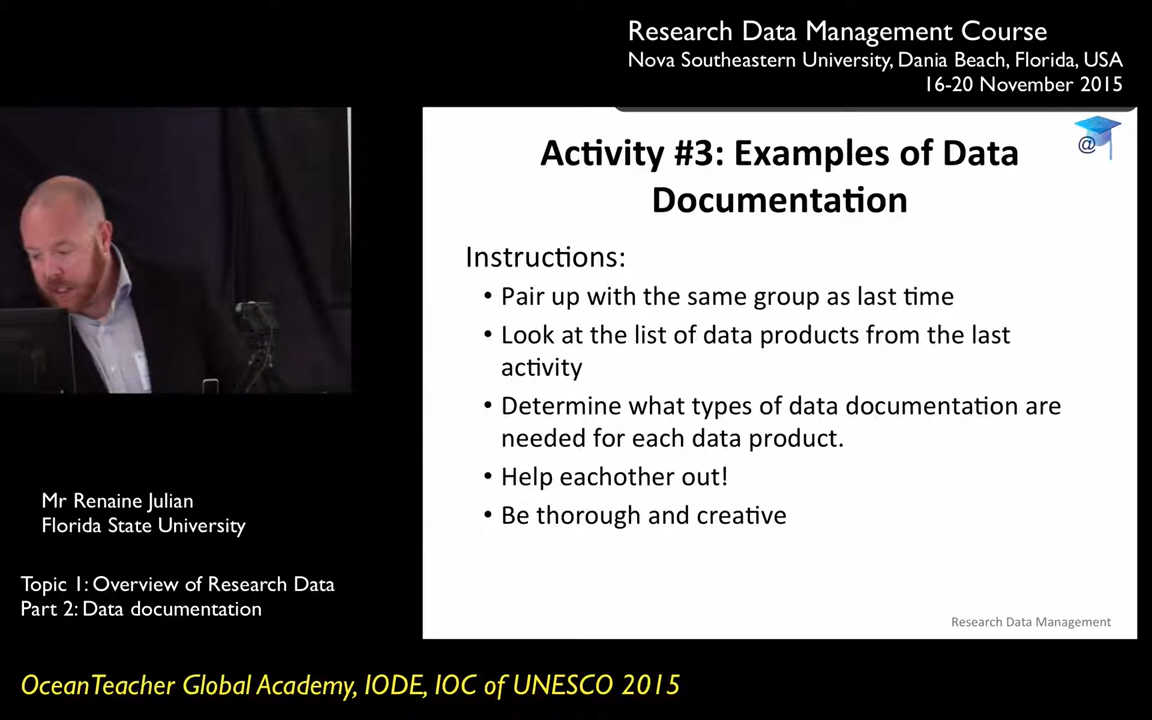 Research Data Management Course
Nova Southeastern University, Dania Beach, Florida, USA
16-20 November 2015
@
Activity #3: Examples of Data
Documentation
Instructions:
• Pair up with the same group as last time
• Look at the list of data products from the last
activity
• Determine what types of data documentation are
needed for each data product.
• Help eachother out!
• Be thorough and creative
Research Data Management
Mr Renaine Julian
Florida State University
Topic 1: Overview of Research Data
Part 2: Data documentation
OceanTeacher Global Academy, IODE, IOC of UNESCO 2015